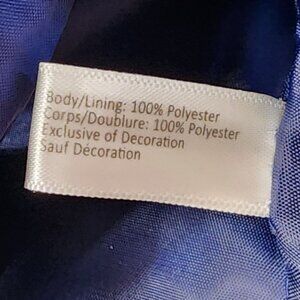 Body/Lining: 100% Polyester
Corps/Doublure: 100% Polyester
Exclusive of Decoration
Sauf Décoration